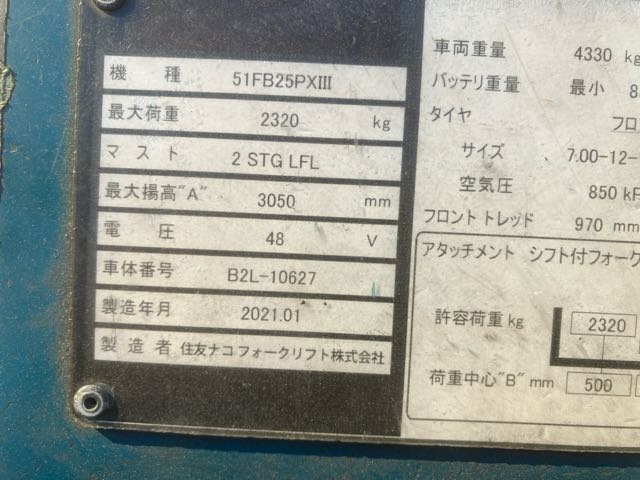 機種 51FB25PXⅢ
最大荷重 2320 kg
マスト 2 STG LFL
最大揚高"A" 3050 mm
電圧 48 V
車体番号 B2L-10627
製造年月 2021.01
製造者 住友ナコフォークリフト株式会社
車両重量 4330 kg
バッテリ重量 最小
タイヤ
サイズ 7.00-12-
空気圧 850
フロントトレッド 970 mm
アタッチメント シフト付フォーク
許容荷重 kg 2320
荷重中心"B" mm 500